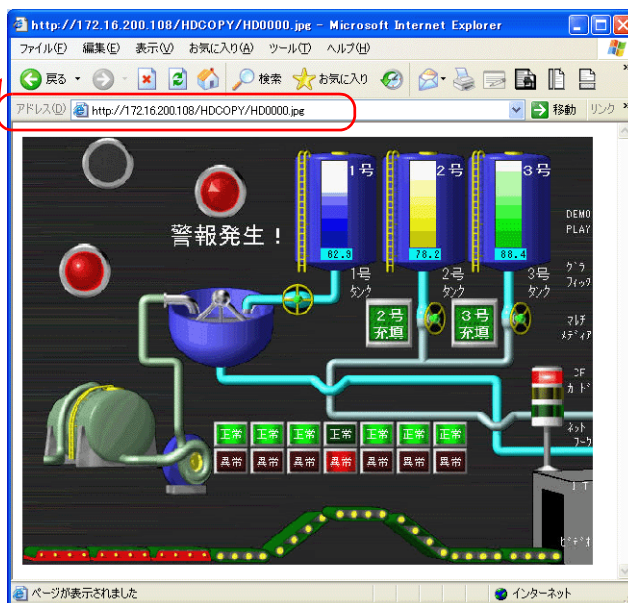 http://172.16.200.108/HDCOPY/HD0000.jpg - Microsoft Internet Explorer
ファイル(F) 編集(E) 表示(V) お気に入り(A) ツール(T) ヘルプ(H)
戻る 検索 お気に入り
アドレス(D) http://172.16.200.108/HDCOPY/HD0000.jpg 移動 リンク
1号 2号 3号
DEMO
PLAY
警報発生！
62.3 78.2 88.4
1号
タンク
2号
タンク
3号
タンク
グラ
フィック
2号
充填
3号
充填
マルチ
メディア
CF
カード
正常 正常 正常 正常 正常 正常 正常
ネット
ワーク
異常 異常 異常 異常 異常 異常 異常
I T
ビデオ
ページが表示されました インターネット